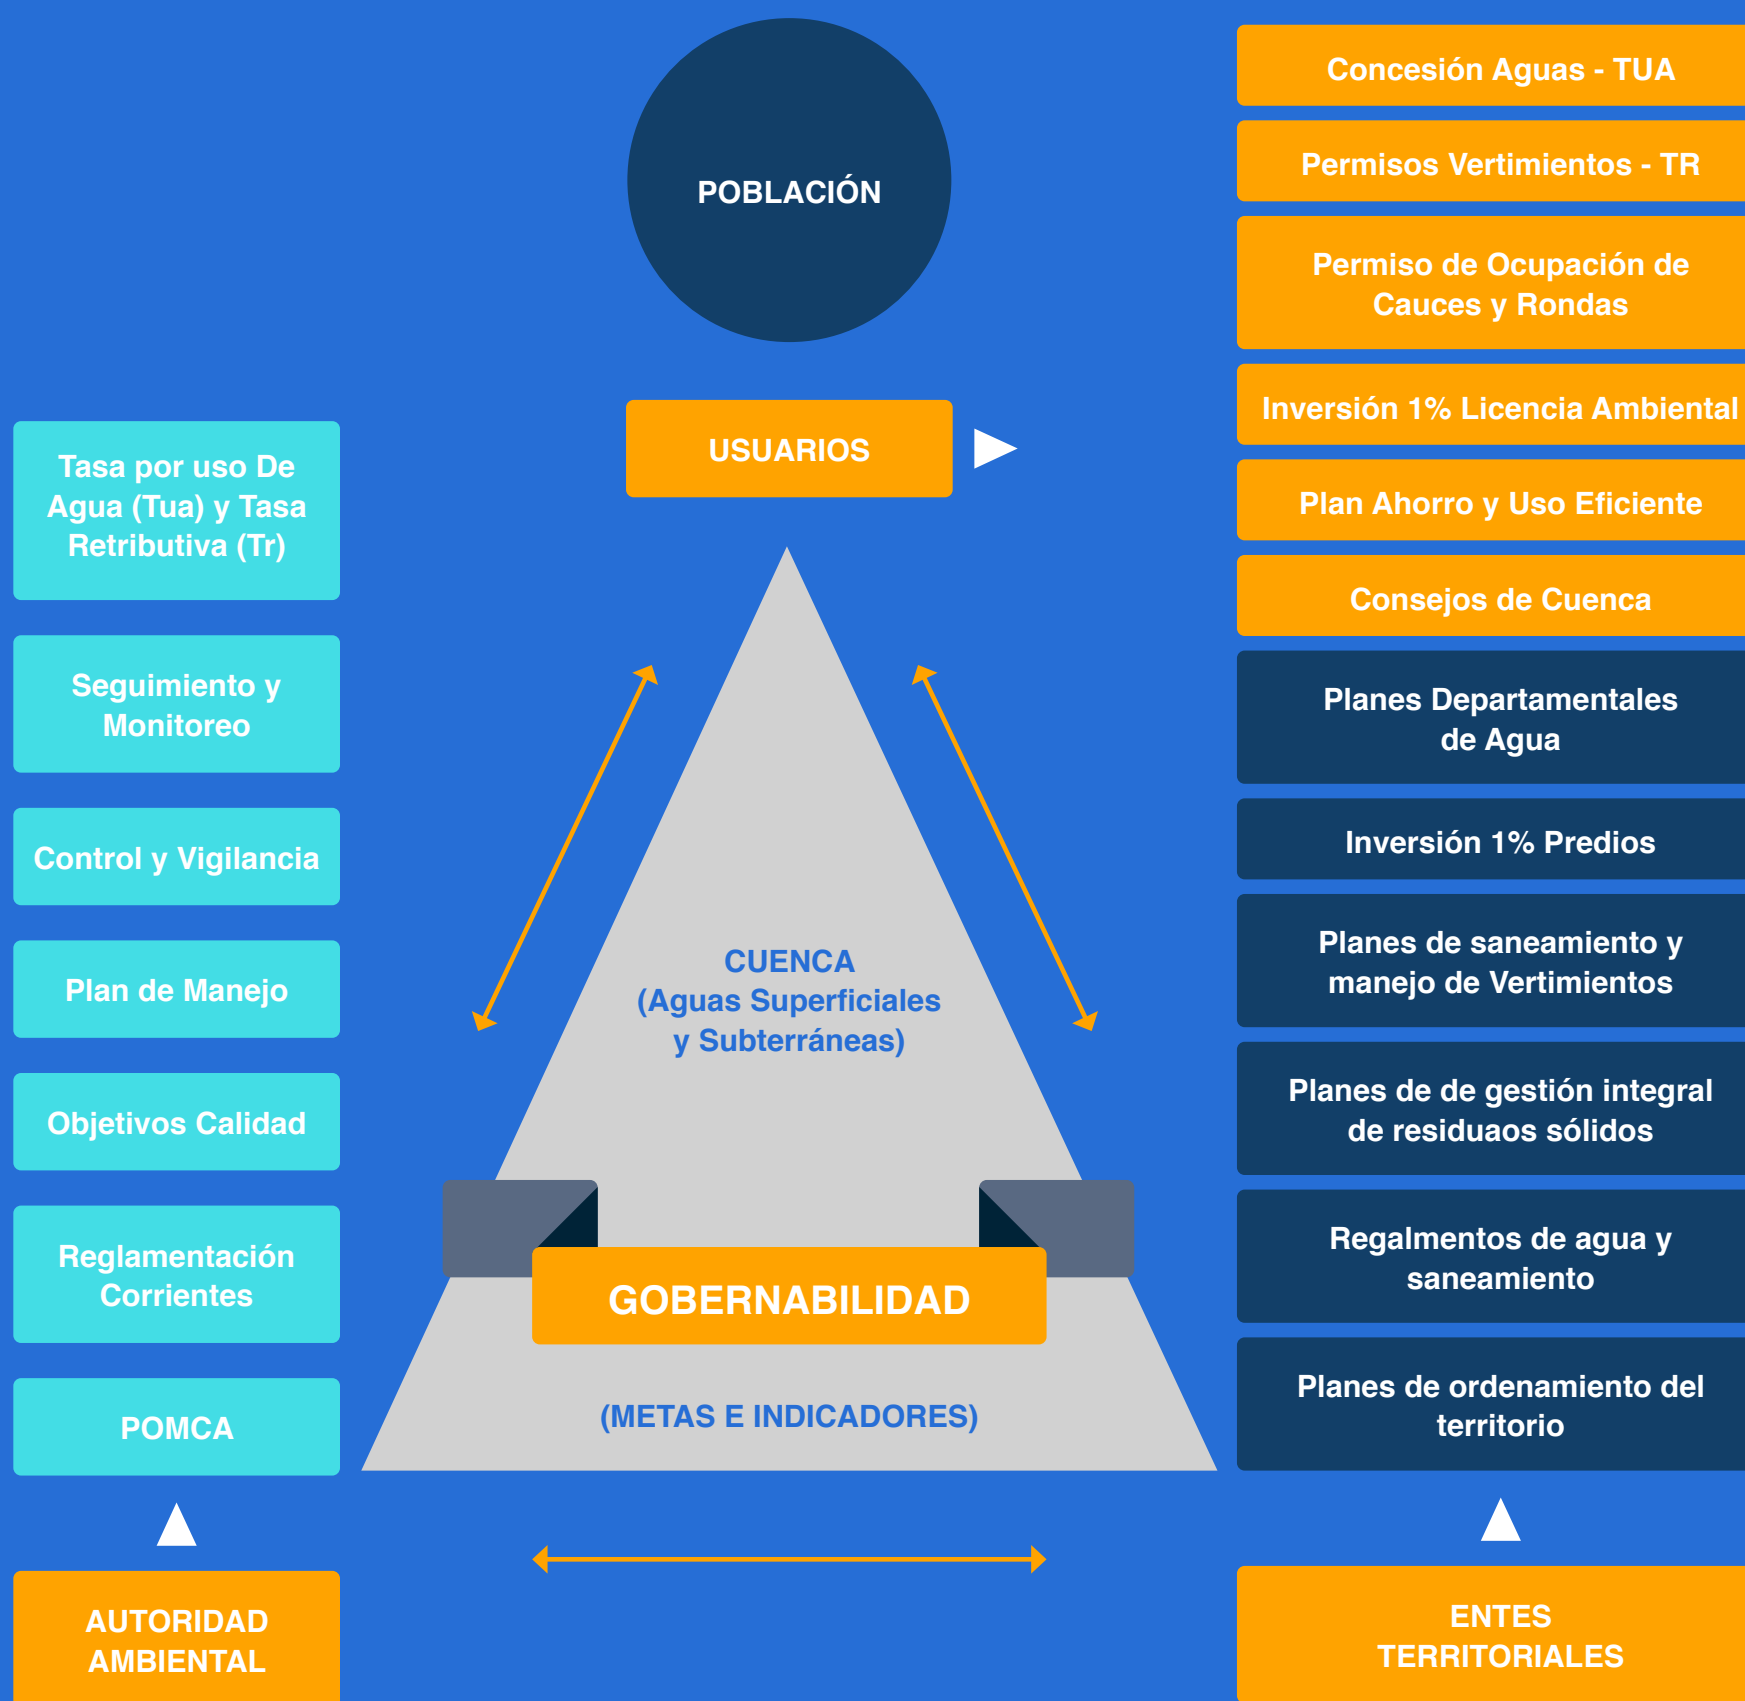 POBLACIÓN
USUARIOS
Concesión Aguas - TUA
Permisos Vertimientos - TR
Permiso de Ocupación de
Cauces y Rondas
Inversión 1% Licencia Ambiental
Plan Ahorro y Uso Eficiente
Consejos de Cuenca
Planes Departamentales
de Agua
Inversión 1% Predios
Planes de saneamiento y
manejo de Vertimientos
Planes de de gestión integral
de residuaos sólidos
Regalmentos de agua y
saneamiento
Planes de ordenamiento del
territorio
ENTES
TERRITORIALES
Tasa por uso De
Agua (Tua) y Tasa
Retributiva (Tr)
Seguimiento y
Monitoreo
Control y Vigilancia
Plan de Manejo
Objetivos Calidad
Reglamentación
Corrientes
POMCA
AUTORIDAD
AMBIENTAL
CUENCA
(Aguas Superficiales
y Subterráneas)
GOBERNABILIDAD
(METAS E INDICADORES)